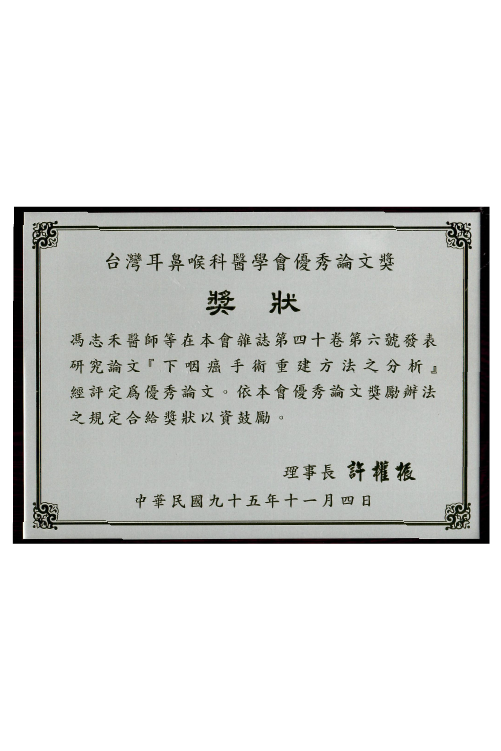 台灣耳鼻喉科醫學會優秀論文獎
獎狀
馮志禾醫師等在本會雜誌第四十卷第六號發表
研究論文『下咽癌手術重建方法之分析』
經評定為優秀論文。依本會優秀論文獎勵辦法
之規定合給獎狀以資鼓勵。
理事長 許權振
中華民國九十五年十一月四日